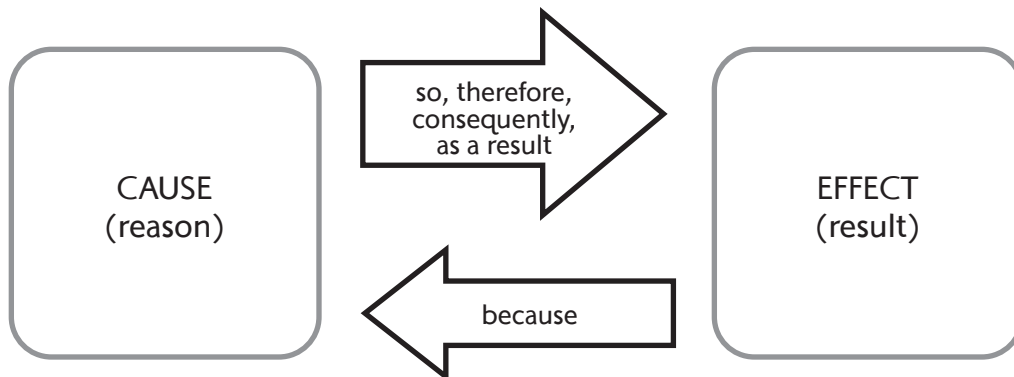 CAUSE
(reason)
so, therefore,
consequently,
as a result
because
EFFECT
(result)